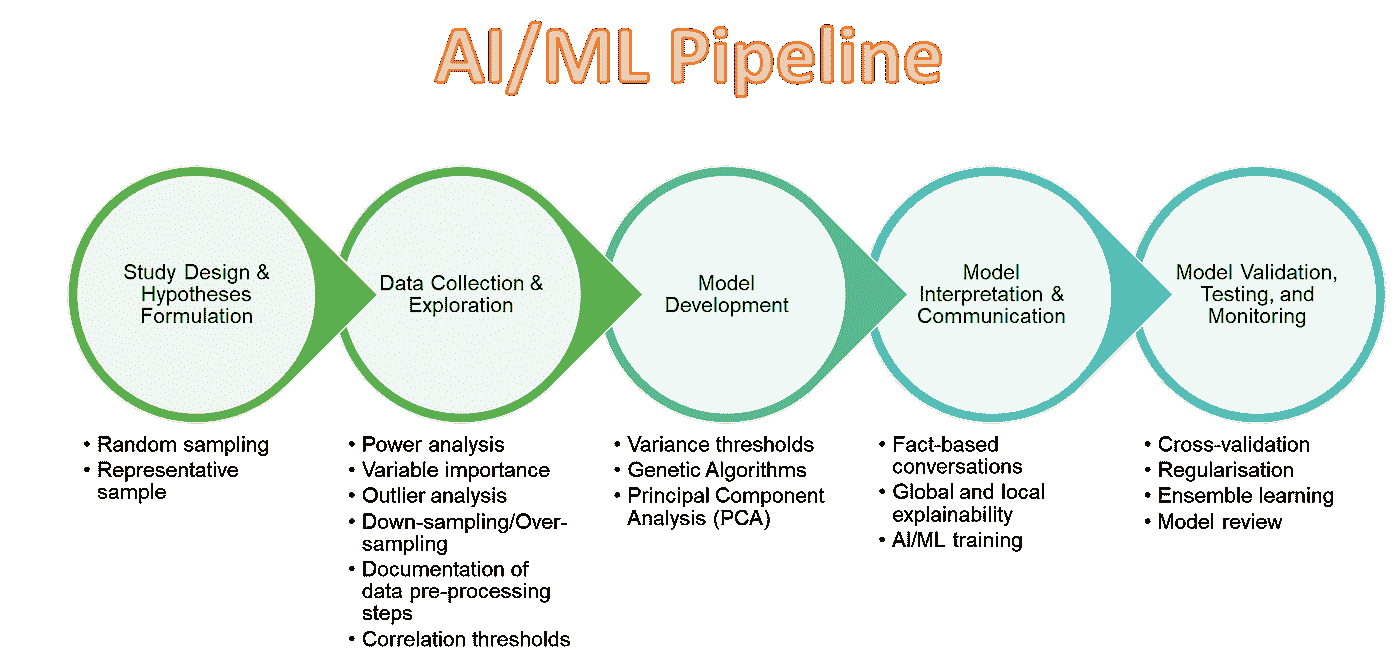 AI/ML Pipeline
Study Design &
Hypotheses
Formulation
Data Collection &
Exploration
Model
Development
Model
Interpretation &
Communication
Model Validation,
Testing, and
Monitoring
• Random sampling
• Representative
sample
• Power analysis
• Variable importance
• Outlier analysis
• Down-sampling/Over-
sampling
• Documentation of
data pre-processing
steps
• Correlation thresholds
• Variance thresholds
• Genetic Algorithms
• Principal Component
Analysis (PCA)
• Fact-based
conversations
• Global and local
explainability
• AI/ML training
• Cross-validation
• Regularisation
• Ensemble learning
• Model review